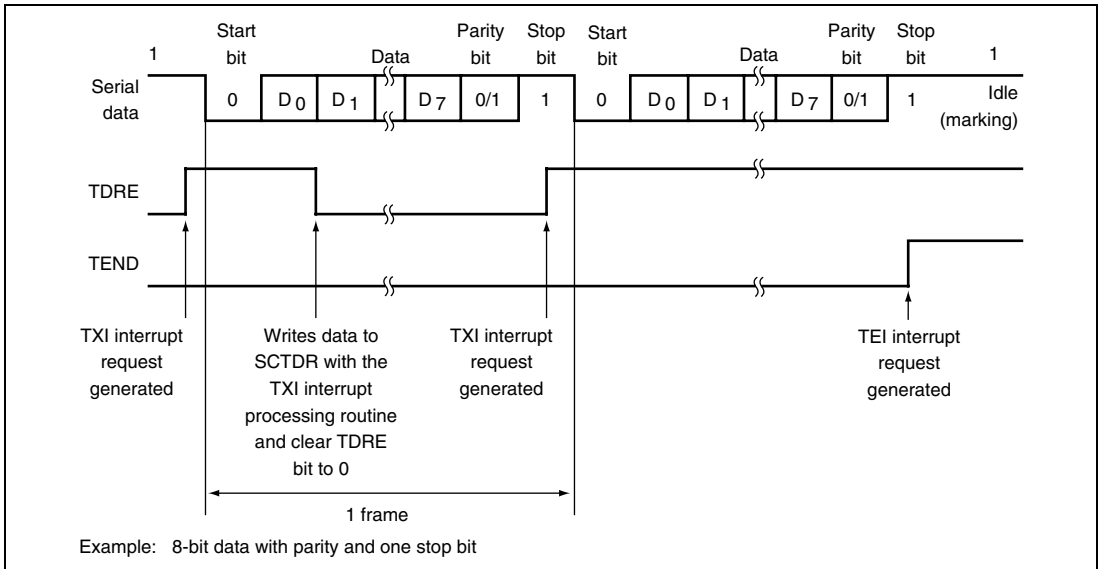 Start bit
Parity bit
Stop bit
Start bit
Parity bit
Stop bit
1
Data
Data
1
Serial data
0
D0
D1
D7
0/1
1
0
D0
D1
D7
0/1
1
Idle (marking)
TDRE
TEND
TXI interrupt
request
generated
Writes data to
SCTDR with the
TXI interrupt
processing routine
and clear TDRE
bit to 0
TXI interrupt
request
generated
TEI interrupt
request
generated
1 frame
Example: 8-bit data with parity and one stop bit